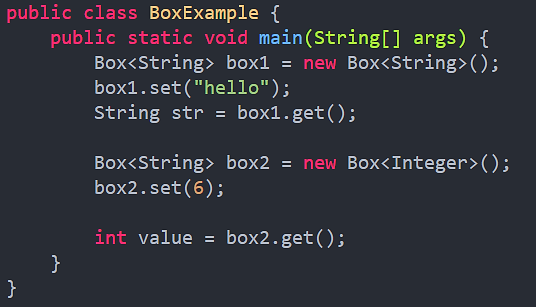 public class BoxExample {
    public static void main(String[] args) {
        Box<String> box1 = new Box<String>();
        box1.set("hello");
        String str = box1.get();

        Box<String> box2 = new Box<Integer>();
        box2.set(6);

        int value = box2.get();
    }
}